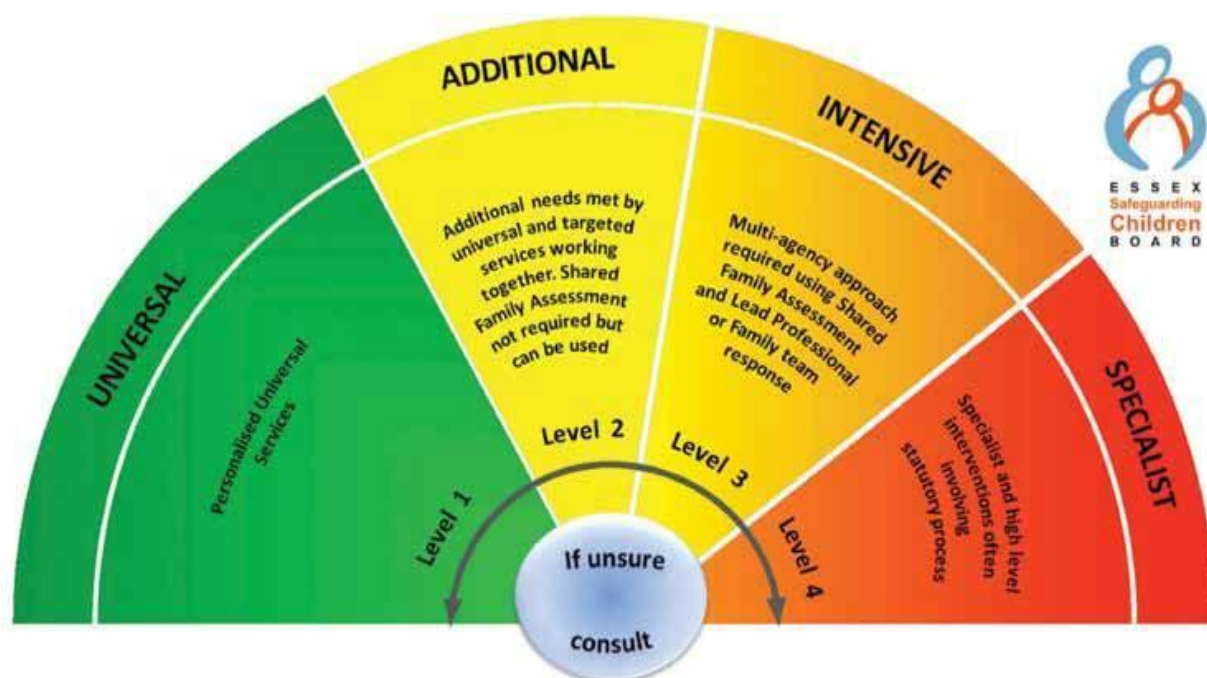 UNIVERSAL
Personalised Universal
Services
Level 1
ADDITIONAL
Additional needs met by
universal and targeted
services working
together. Shared
Family Assessment
not required but
can be used
Level 2
INTENSIVE
Multi-agency approach
required using Shared
Family Assessment
and Lead Professional
or Family team
response
Level 3
SPECIALIST
Specialist and high level
interventions often
involving
statutory process
Level 4
If unsure
consult
ESSEX
Safeguarding
Children
BOARD